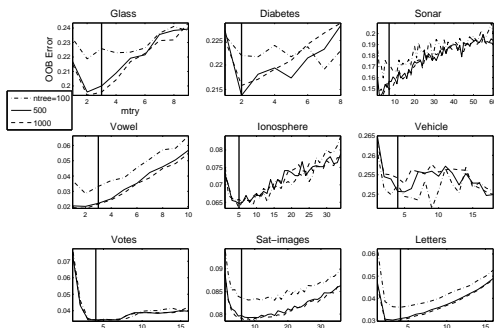 Glass
0.24
0.23
0.22
0.21
0.2
OOB Error
2 4 6 8
mtry
ntree=100
500
1000
Diabetes
0.225
0.22
0.215
2 4 6 8
Sonar
0.2
0.19
0.18
0.17
0.16
0.15
0.14
10 20 30 40 50 60
Vowel
0.06
0.05
0.04
0.03
0.02
2 4 6 8 10
Ionosphere
0.08
0.075
0.07
0.065
5 10 15 20 25 30
Vehicle
0.265
0.26
0.255
0.25
5 10 15
Votes
0.07
0.06
0.05
0.04
5 10 15
Sat−images
0.09
0.085
0.08
10 20 30
Letters
0.06
0.05
0.04
0.03
5 10 15